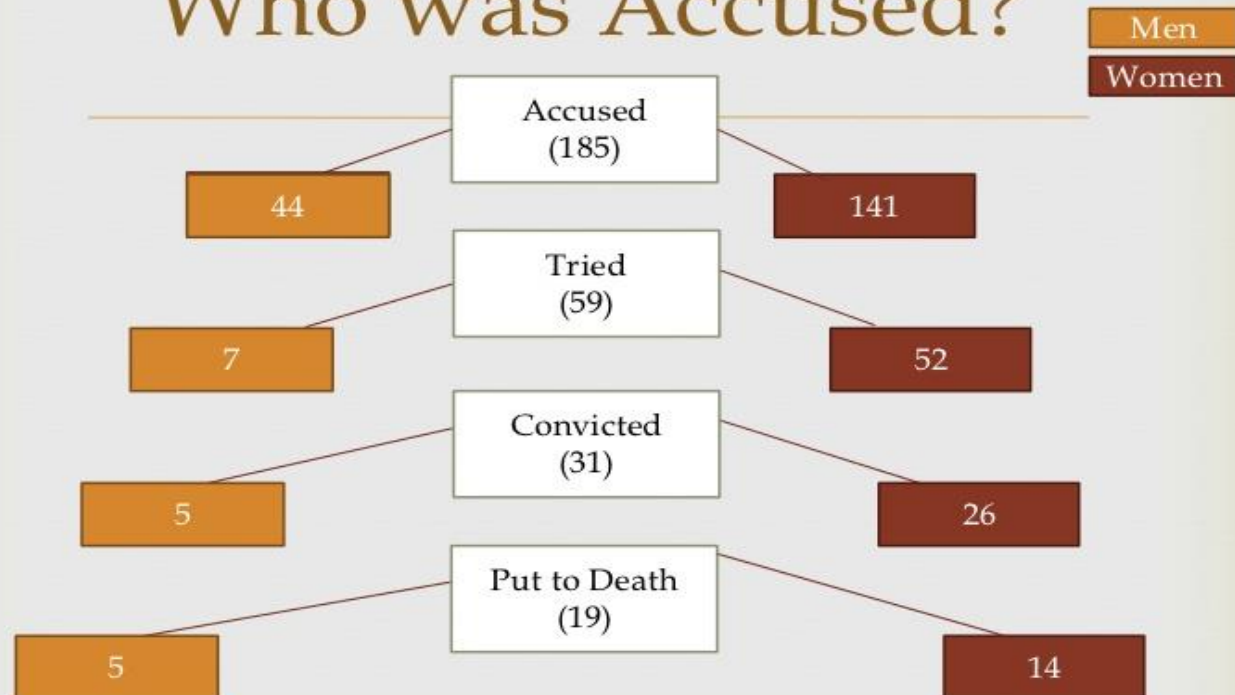 Who was Accused?
Men
Women
Accused
(185)
44
141
Tried
(59)
7
52
Convicted
(31)
5
26
Put to Death
(19)
5
14